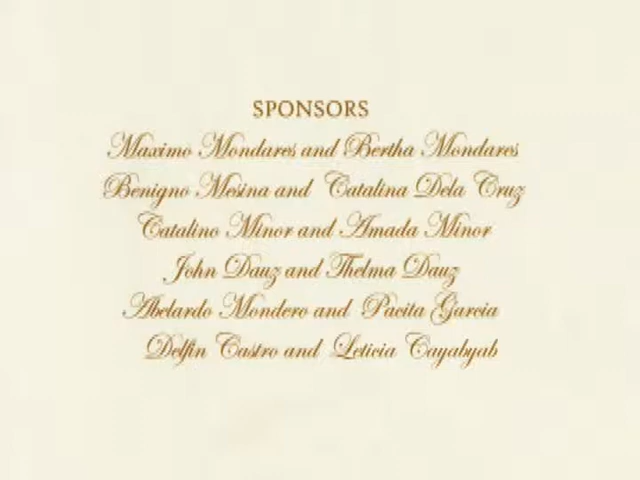 SPONSORS
Maximo Mondares and Bertha Mondares
Benigno Mesina and Catalina Dela Cruz
Catalino Minor and Amada Minor
John Dauz and Thelma Dauz
Abelardo Mondero and Pacita Garcia
Delfin Castro and Leticia Cayabyab